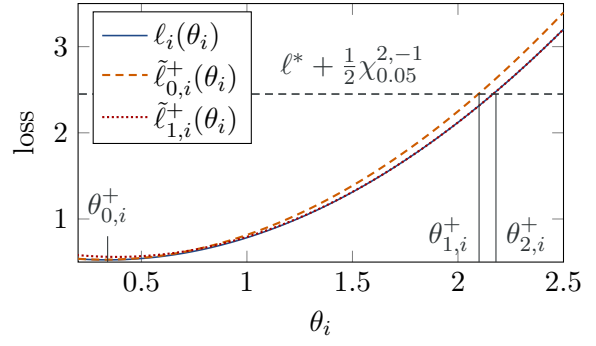 3
2
1
loss
ℓ_i(θ_i)
ℓ̃^+_{0,i}(θ_i)
ℓ̃^+_{1,i}(θ_i)
ℓ* + ½χ^{2,−1}_{0.05}
θ^+_{0,i}
θ^+_{1,i} θ^+_{2,i}
0.5 1 1.5 2 2.5
θ_i